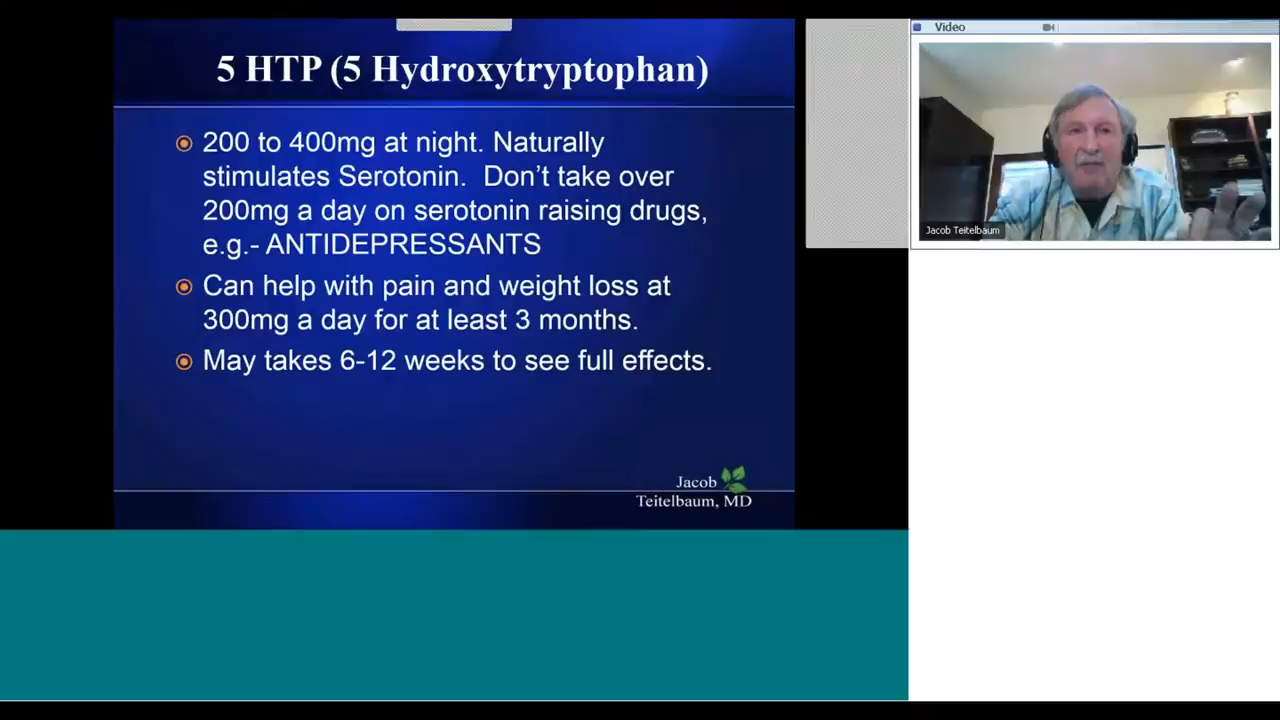 5 HTP (5 Hydroxytryptophan)
200 to 400mg at night. Naturally
stimulates Serotonin.  Don’t take over
200mg a day on serotonin raising drugs,
e.g.- ANTIDEPRESSANTS
Can help with pain and weight loss at
300mg a day for at least 3 months.
May takes 6-12 weeks to see full effects.
Jacob
Teitelbaum, MD
Video
Jacob Teitelbaum